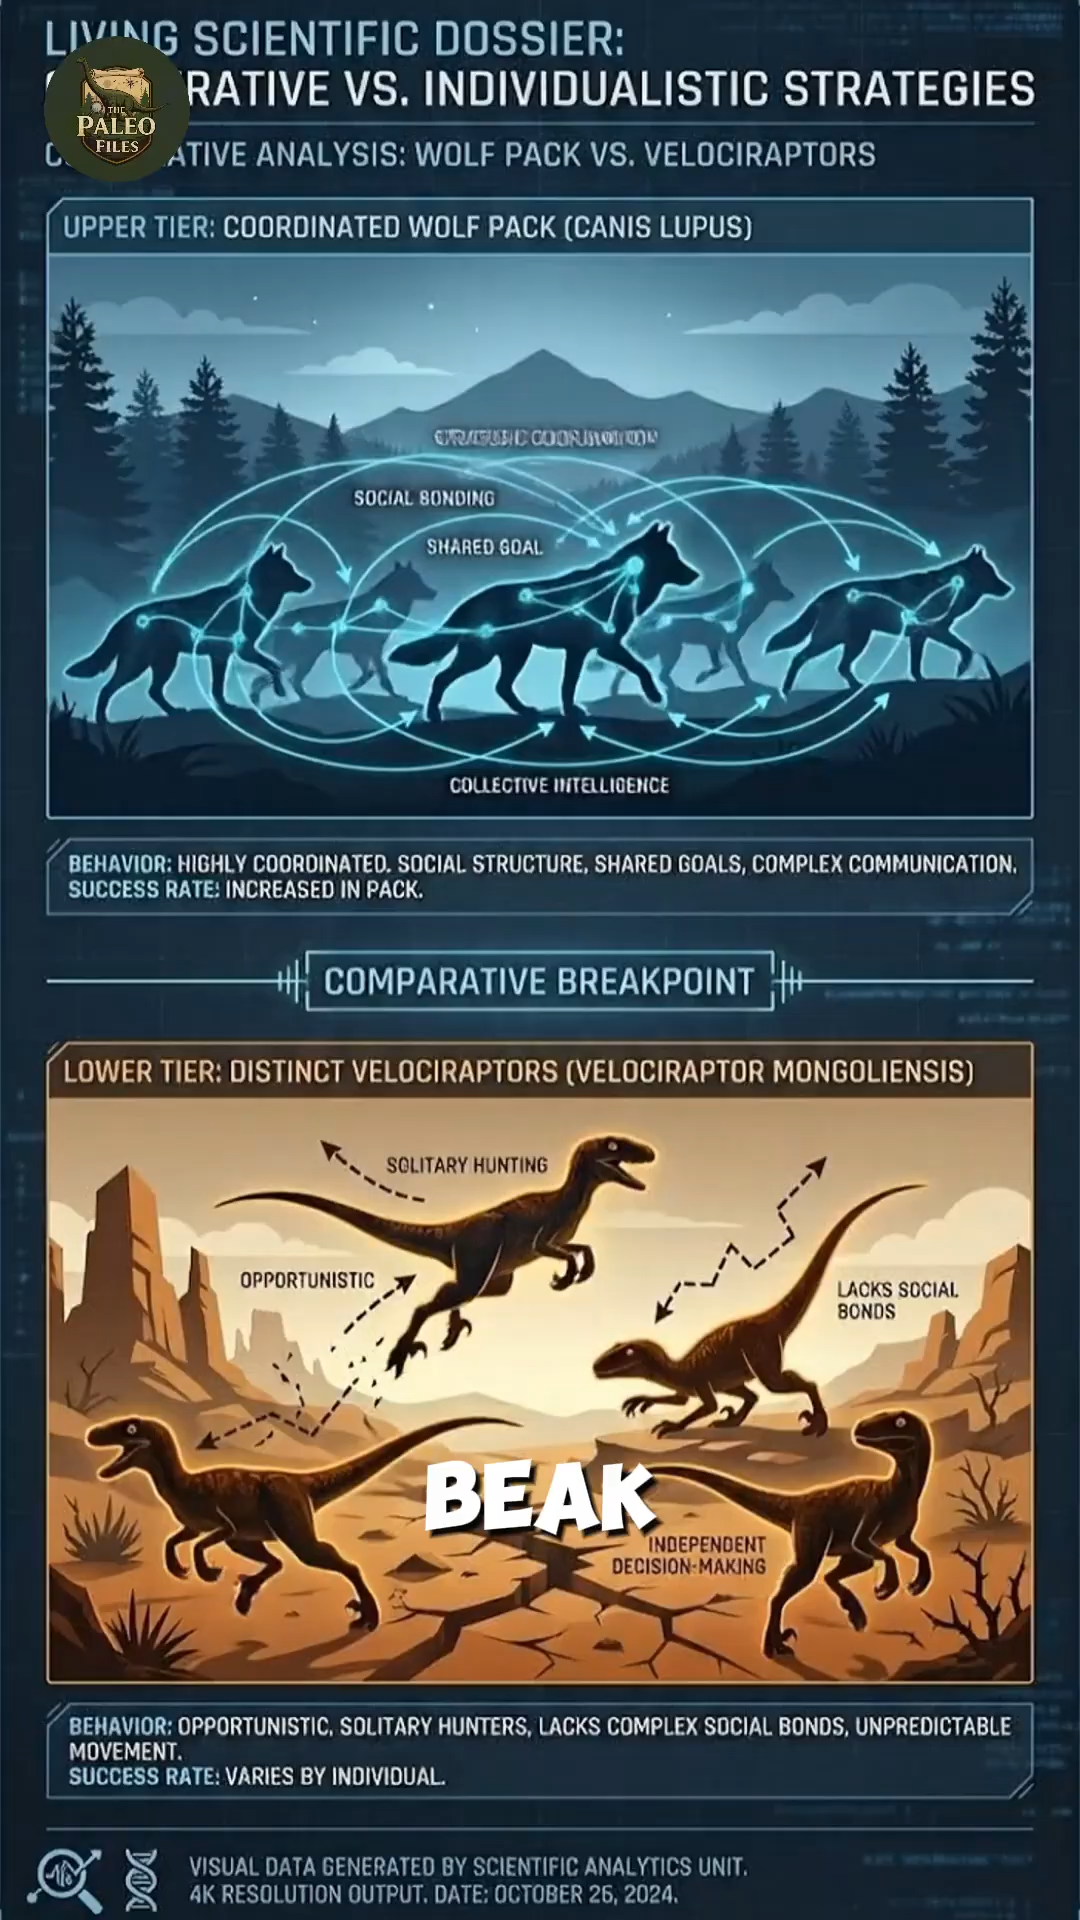 LIVING SCIENTIFIC DOSSIER:
RATIVE VS. INDIVIDUALISTIC STRATEGIES
THE
PALEO
FILES
ATIVE ANALYSIS: WOLF PACK VS. VELOCIRAPTORS
UPPER TIER: COORDINATED WOLF PACK (CANIS LUPUS)
SOCIAL BONDING
SHARED GOAL
COLLECTIVE INTELLIGENCE
BEHAVIOR: HIGHLY COORDINATED. SOCIAL STRUCTURE, SHARED GOALS, COMPLEX COMMUNICATION.
SUCCESS RATE: INCREASED IN PACK.
COMPARATIVE BREAKPOINT
LOWER TIER: DISTINCT VELOCIRAPTORS (VELOCIRAPTOR MONGOLIENSIS)
SOLITARY HUNTING
OPPORTUNISTIC
LACKS SOCIAL
BONDS
BEAK
INDEPENDENT
DECISION-MAKING
BEHAVIOR: OPPORTUNISTIC, SOLITARY HUNTERS, LACKS COMPLEX SOCIAL BONDS, UNPREDICTABLE
MOVEMENT.
SUCCESS RATE: VARIES BY INDIVIDUAL.
VISUAL DATA GENERATED BY SCIENTIFIC ANALYTICS UNIT.
4K RESOLUTION OUTPUT. DATE: OCTOBER 26, 2024.